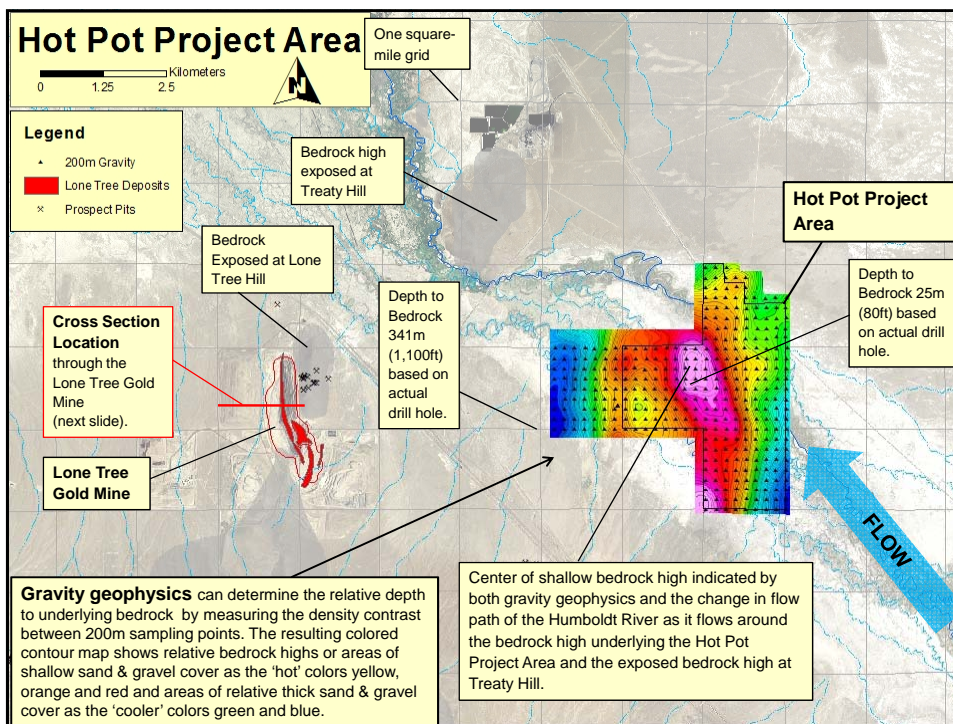 Hot Pot Project Area
Kilometers
0 1.25 2.5
N
Legend
200m Gravity
Lone Tree Deposits
Prospect Pits
One square-
mile grid
Bedrock high
exposed at
Treaty Hill
Bedrock
Exposed at Lone
Tree Hill
Hot Pot Project
Area
Depth to
Bedrock
341m
(1,100ft)
based on
actual
drill hole.
Depth to
Bedrock 25m
(80ft) based
on actual drill
hole.
Cross Section
Location
through the
Lone Tree Gold
Mine
(next slide).
Lone Tree
Gold Mine
FLOW
Gravity geophysics can determine the relative depth
to underlying bedrock by measuring the density contrast
between 200m sampling points. The resulting colored
contour map shows relative bedrock highs or areas of
shallow sand & gravel cover as the ‘hot’ colors yellow,
orange and red and areas of relative thick sand & gravel
cover as the ‘cooler’ colors green and blue.
Center of shallow bedrock high indicated by
both gravity geophysics and the change in flow
path of the Humboldt River as it flows around
the bedrock high underlying the Hot Pot
Project Area and the exposed bedrock high at
Treaty Hill.